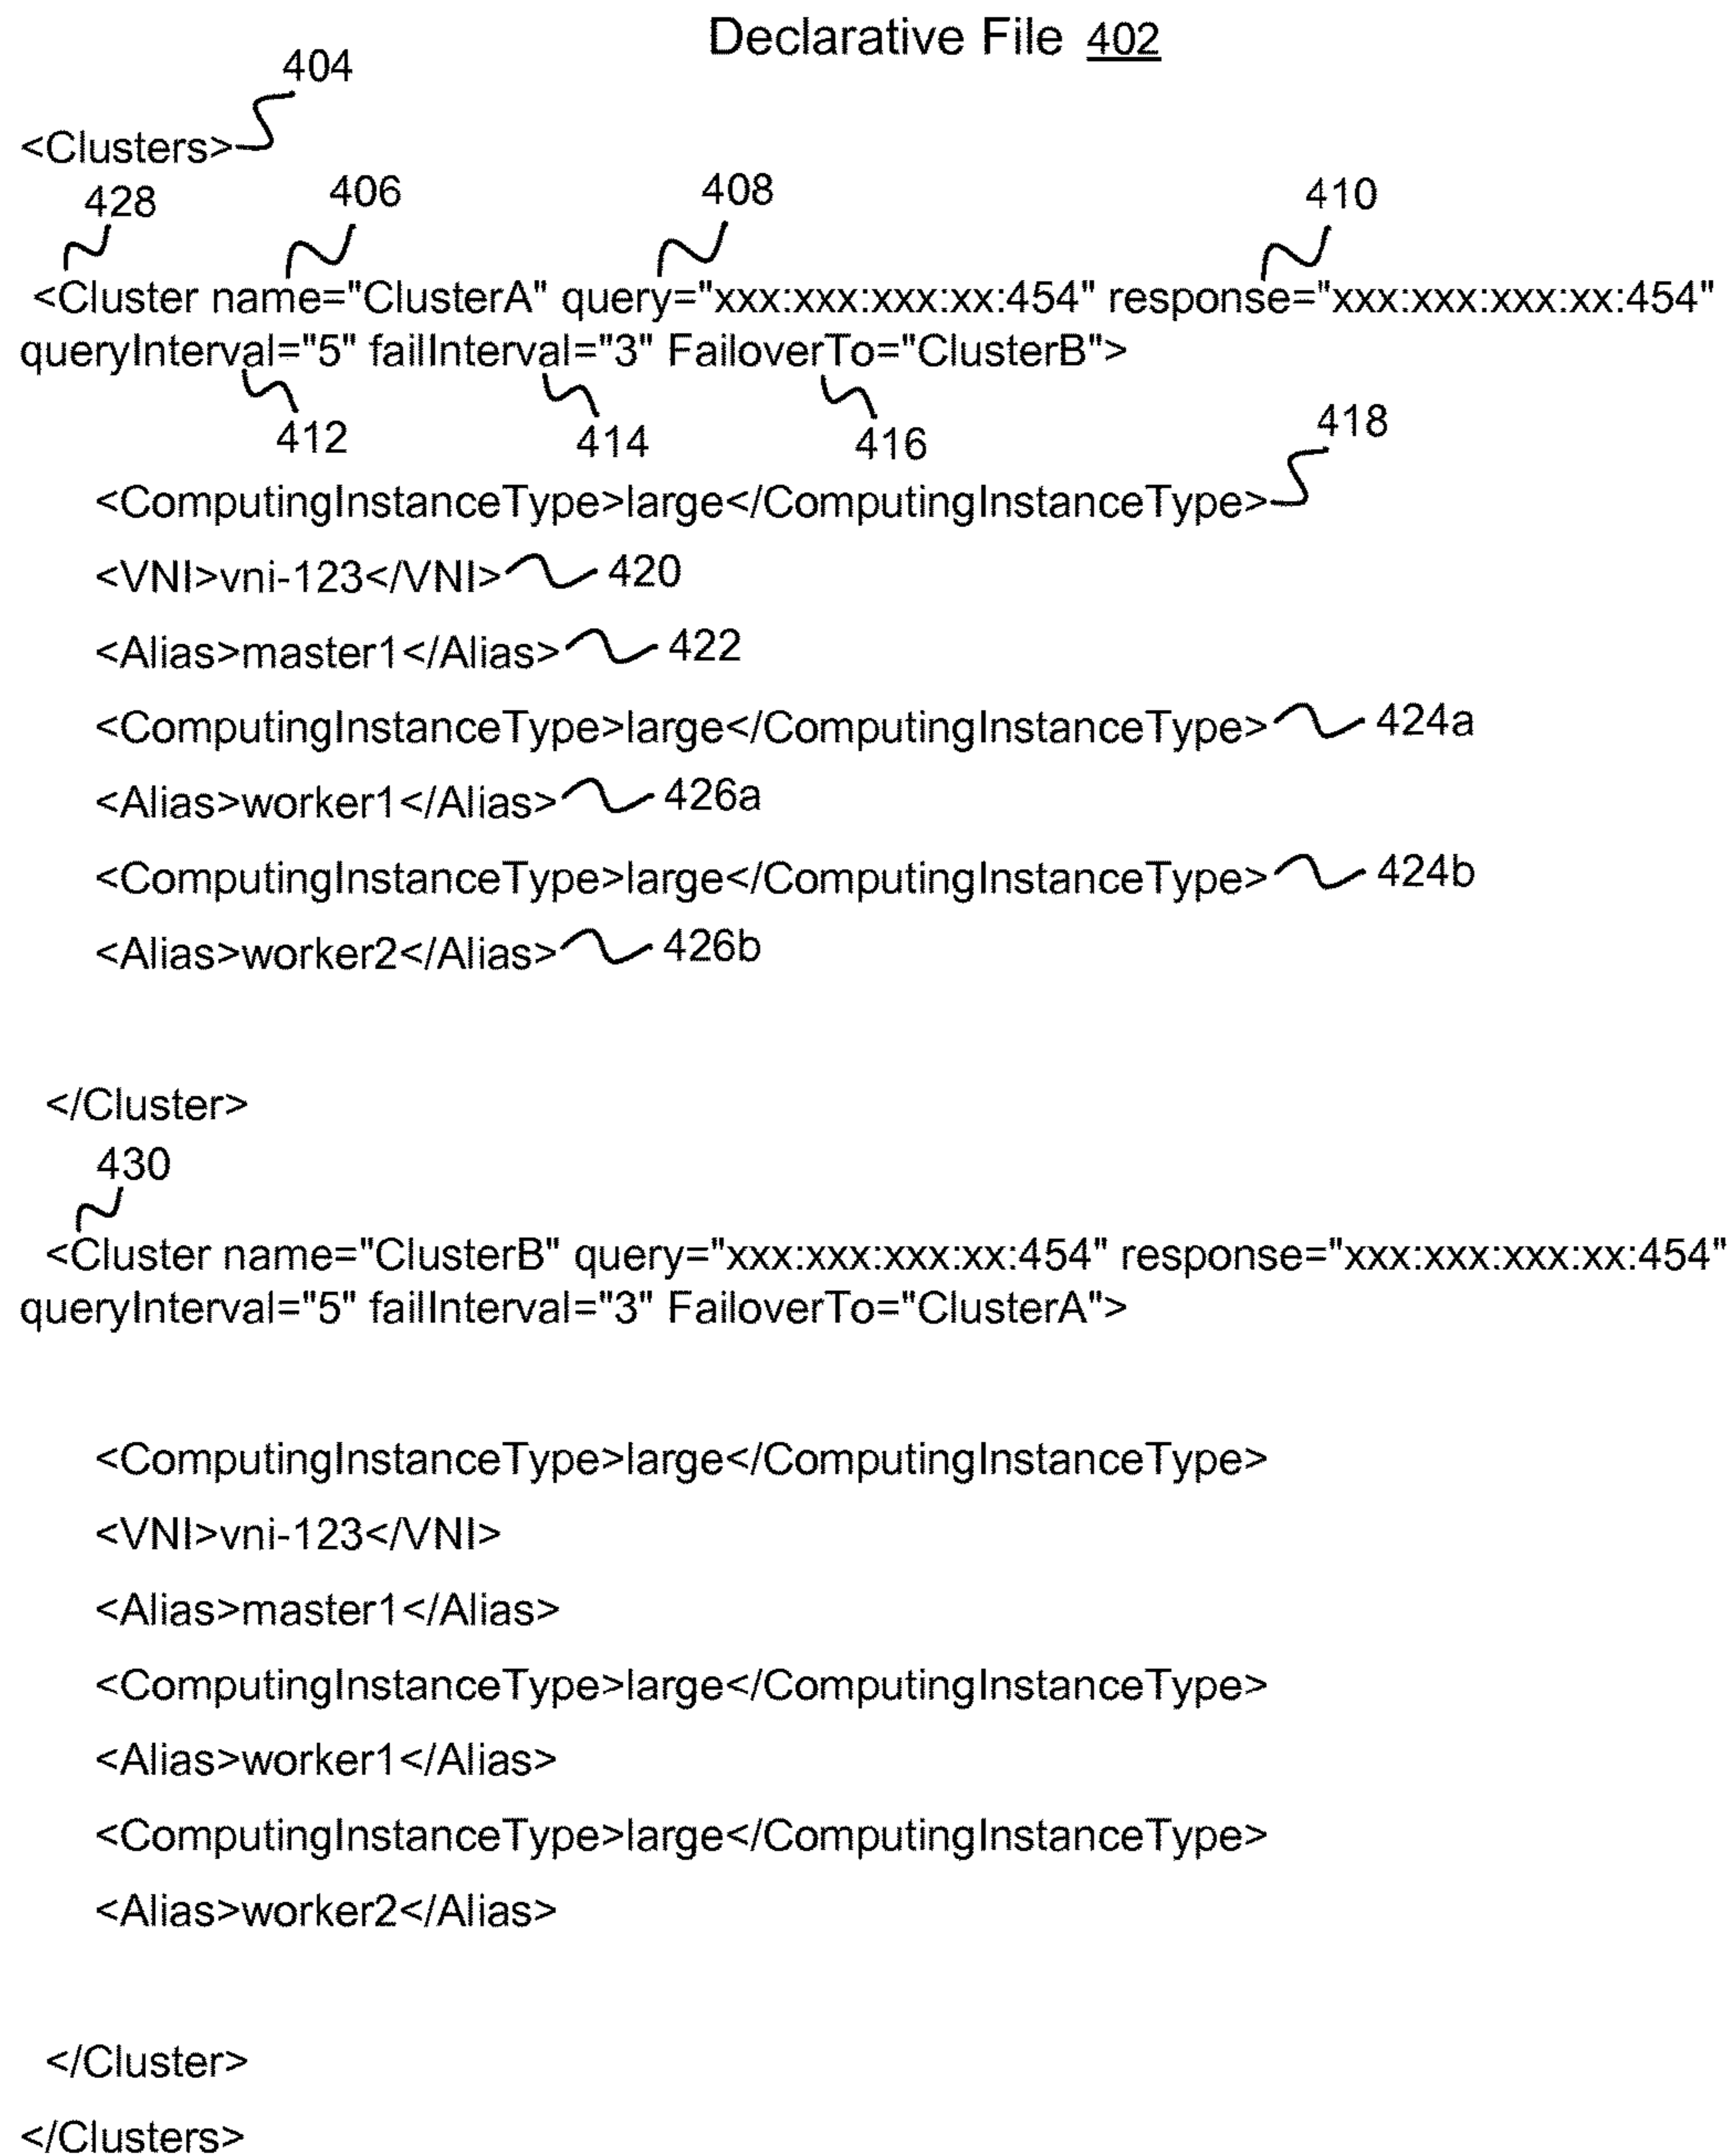 Declarative File 402
404
<Clusters>
428 406 408 410
<Cluster name="ClusterA" query="xxx:xxx:xxx:xx:454" response="xxx:xxx:xxx:xx:454"
queryInterval="5" failInterval="3" FailoverTo="ClusterB">
412 414 416 418
<ComputingInstanceType>large</ComputingInstanceType>
<VNI>vni-123</VNI> 420
<Alias>master1</Alias> 422
<ComputingInstanceType>large</ComputingInstanceType> 424a
<Alias>worker1</Alias> 426a
<ComputingInstanceType>large</ComputingInstanceType> 424b
<Alias>worker2</Alias> 426b
</Cluster>
430
<Cluster name="ClusterB" query="xxx:xxx:xxx:xx:454" response="xxx:xxx:xxx:xx:454"
queryInterval="5" failInterval="3" FailoverTo="ClusterA">
<ComputingInstanceType>large</ComputingInstanceType>
<VNI>vni-123</VNI>
<Alias>master1</Alias>
<ComputingInstanceType>large</ComputingInstanceType>
<Alias>worker1</Alias>
<ComputingInstanceType>large</ComputingInstanceType>
<Alias>worker2</Alias>
</Cluster>
</Clusters>